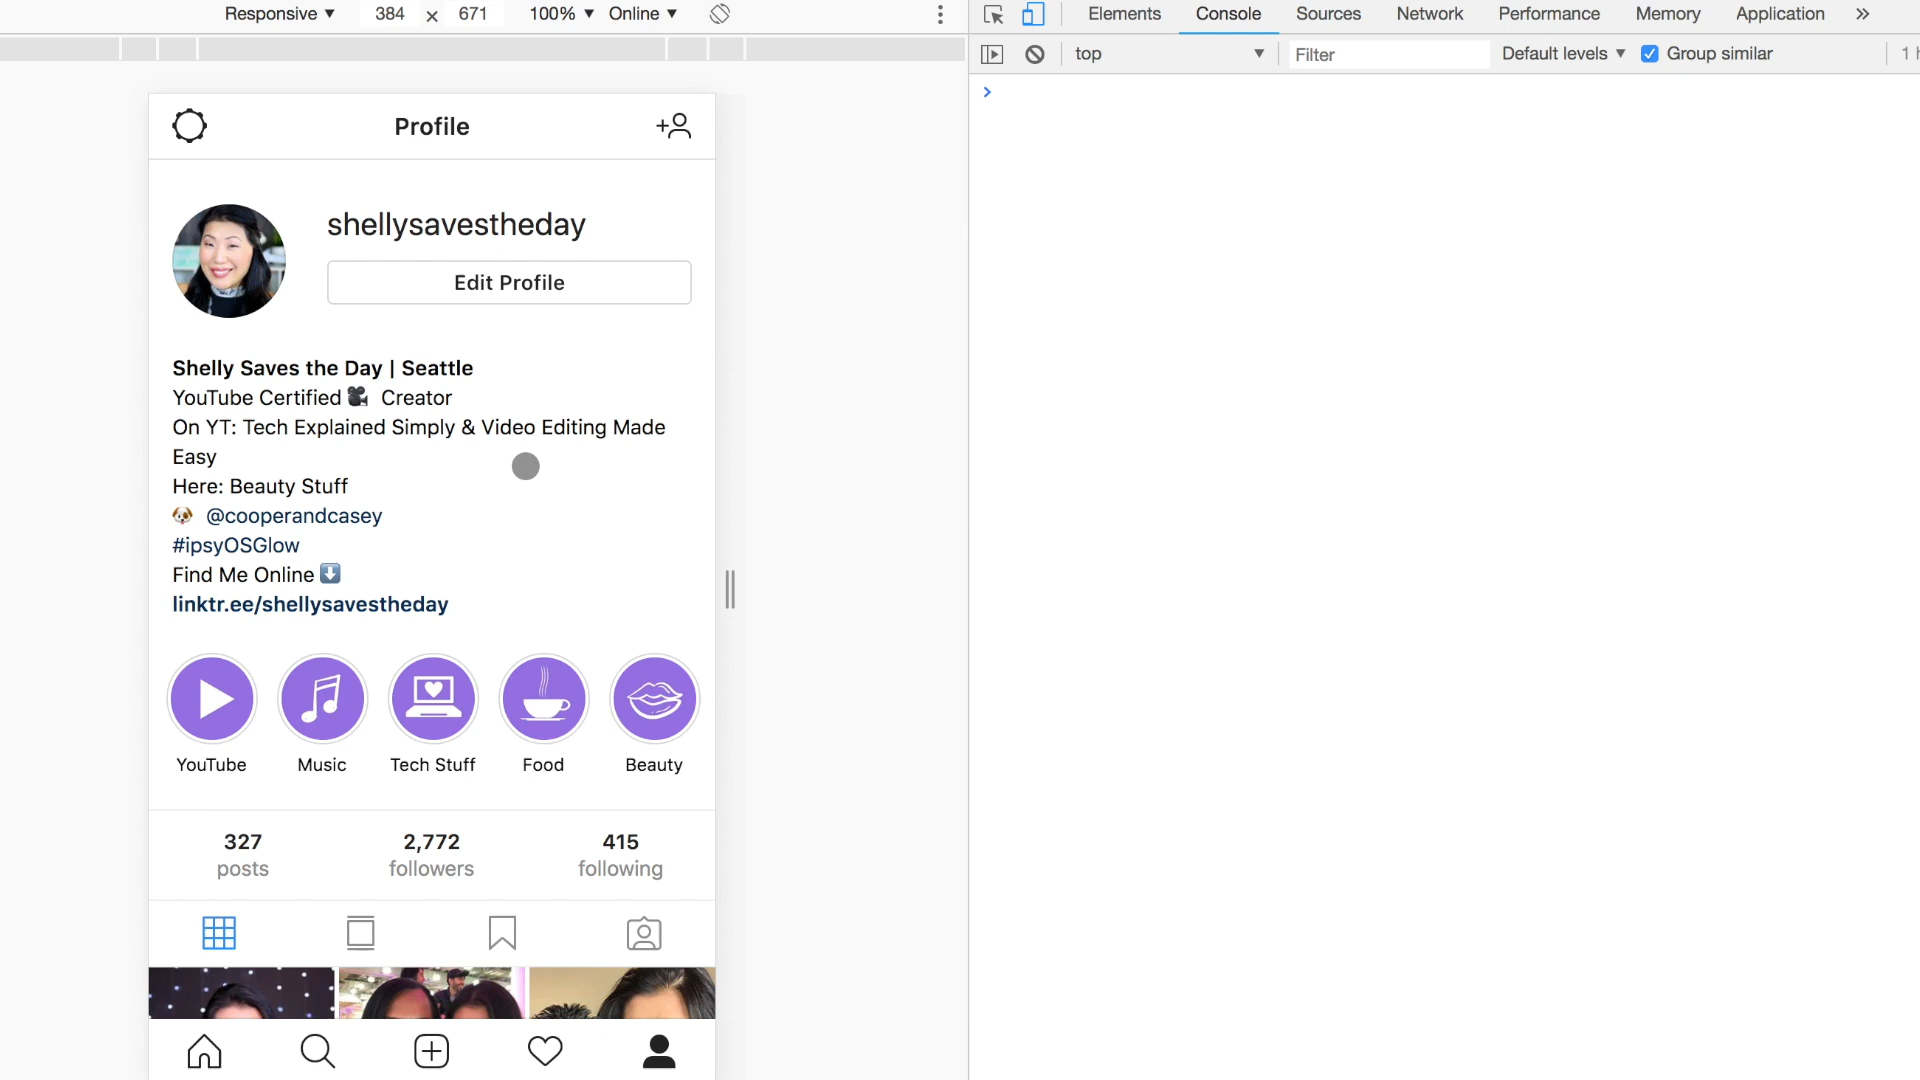 Responsive ▼ 384 × 671 100% ▼ Online ▼
Elements Console Sources Network Performance Memory Application »
top ▼ Filter Default levels ▼ Group similar 1
>
Profile
shellysavestheday
Edit Profile
Shelly Saves the Day | Seattle
YouTube Certified 🎥 Creator
On YT: Tech Explained Simply & Video Editing Made
Easy
Here: Beauty Stuff
🐶 @cooperandcasey
#ipsyOSGlow
Find Me Online ⬇️
linktr.ee/shellysavestheday
YouTube Music Tech Stuff Food Beauty
327 2,772 415
posts followers following